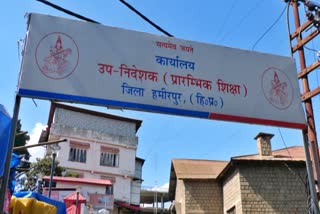 सत्यमेव जयते
कार्यालय
उप-निदेशक ( प्रारम्भिक शिक्षा )
जिला हमीरपुर, (हि०प्र०)